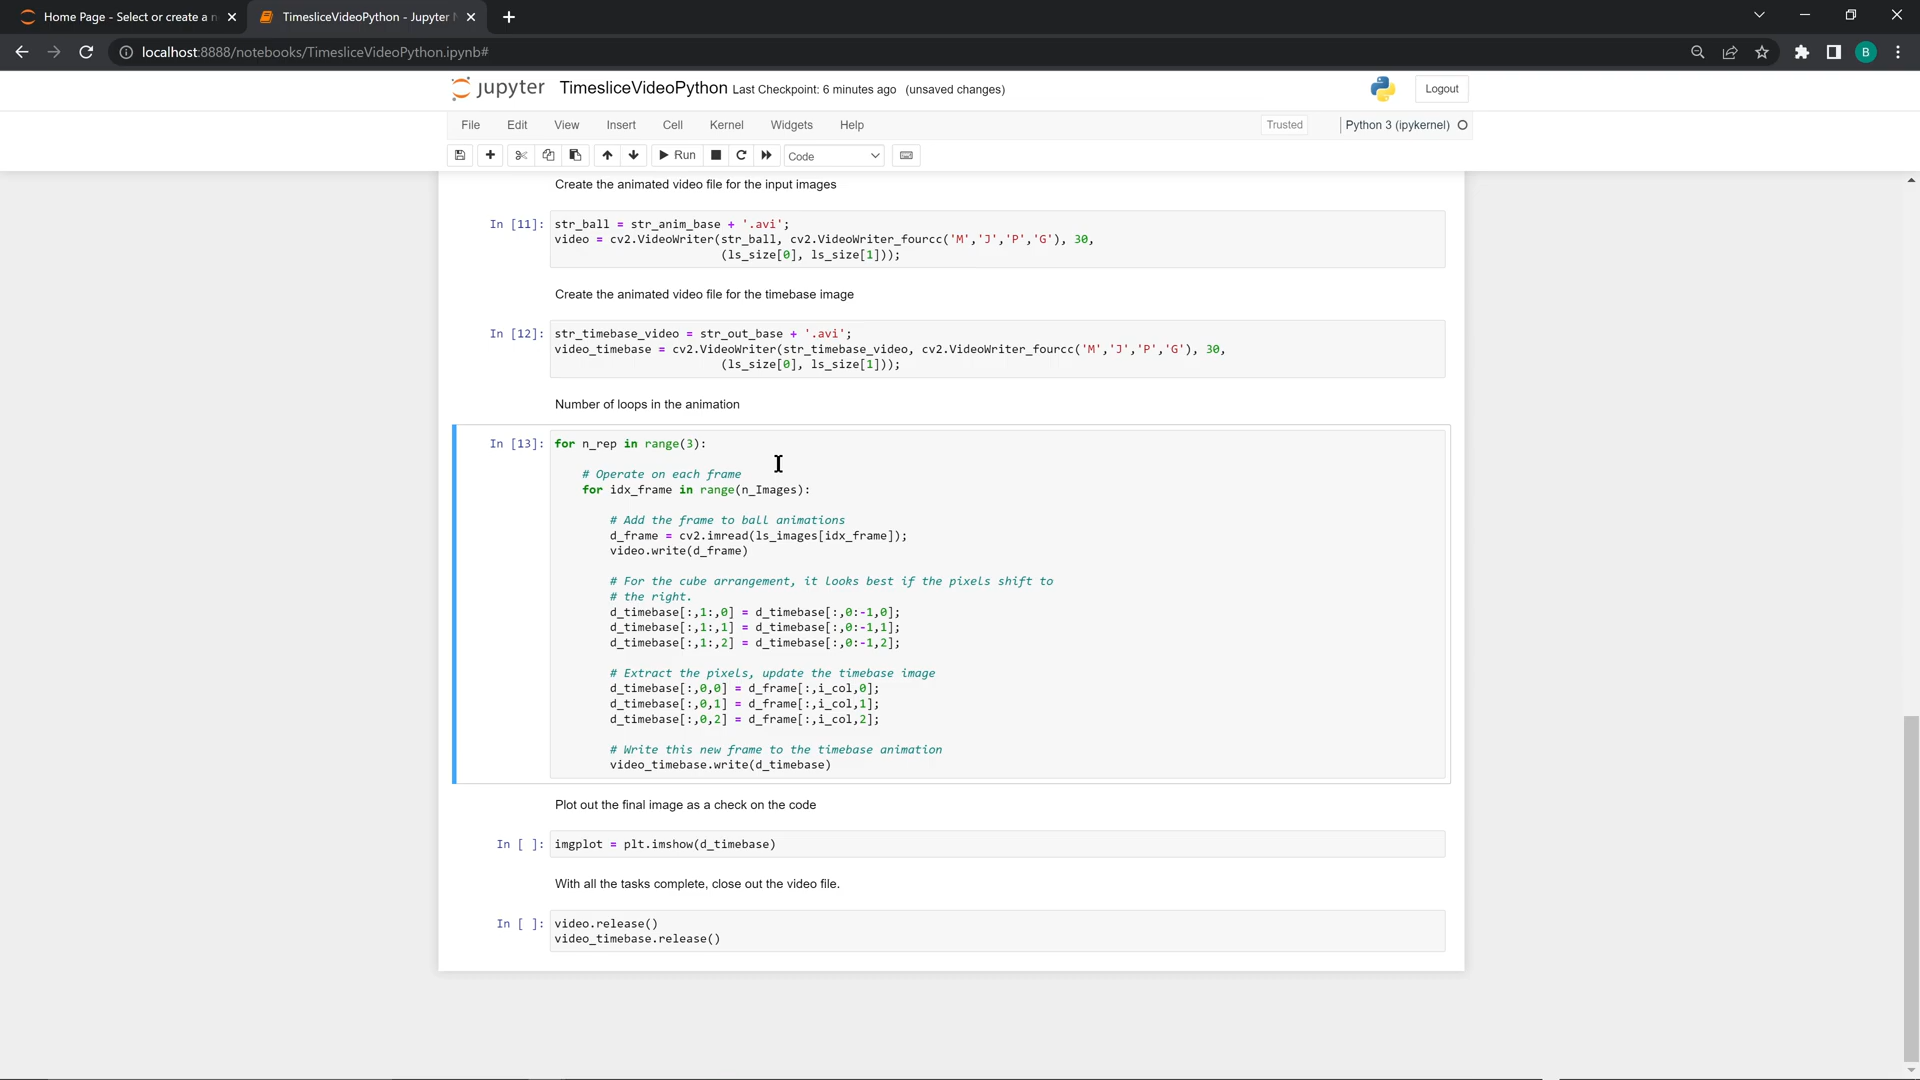 Home Page - Select or create a n
TimesliceVideoPython - Jupyter N
localhost:8888/notebooks/TimesliceVideoPython.ipynb#
B
jupyter TimesliceVideoPython Last Checkpoint: 6 minutes ago (unsaved changes)
Logout
File Edit View Insert Cell Kernel Widgets Help
Trusted
Python 3 (ipykernel)
Run
Code
Create the animated video file for the input images
In [11]: str_ball = str_anim_base + '.avi';
video = cv2.VideoWriter(str_ball, cv2.VideoWriter_fourcc('M','J','P','G'), 30,
(ls_size[0], ls_size[1]));
Create the animated video file for the timebase image
In [12]: str_timebase_video = str_out_base + '.avi';
video_timebase = cv2.VideoWriter(str_timebase_video, cv2.VideoWriter_fourcc('M','J','P','G'), 30,
(ls_size[0], ls_size[1]));
Number of loops in the animation
In [13]: for n_rep in range(3):
# Operate on each frame
for idx_frame in range(n_Images):
# Add the frame to ball animations
d_frame = cv2.imread(ls_images[idx_frame]);
video.write(d_frame)
# For the cube arrangement, it looks best if the pixels shift to
# the right.
d_timebase[:,1:,0] = d_timebase[:,0:-1,0];
d_timebase[:,1:,1] = d_timebase[:,0:-1,1];
d_timebase[:,1:,2] = d_timebase[:,0:-1,2];
# Extract the pixels, update the timebase image
d_timebase[:,0,0] = d_frame[:,i_col,0];
d_timebase[:,0,1] = d_frame[:,i_col,1];
d_timebase[:,0,2] = d_frame[:,i_col,2];
# Write this new frame to the timebase animation
video_timebase.write(d_timebase)
Plot out the final image as a check on the code
In [ ]: imgplot = plt.imshow(d_timebase)
With all the tasks complete, close out the video file.
In [ ]: video.release()
video_timebase.release()